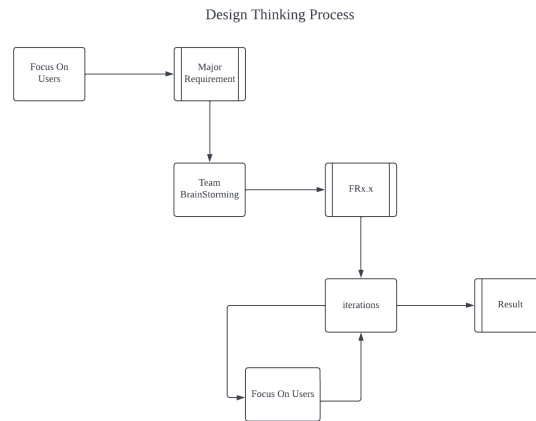 Design Thinking Process
Focus On
Users
Major
Requirement
Team
BrainStorming
FRx.x
iterations
Result
Focus On Users